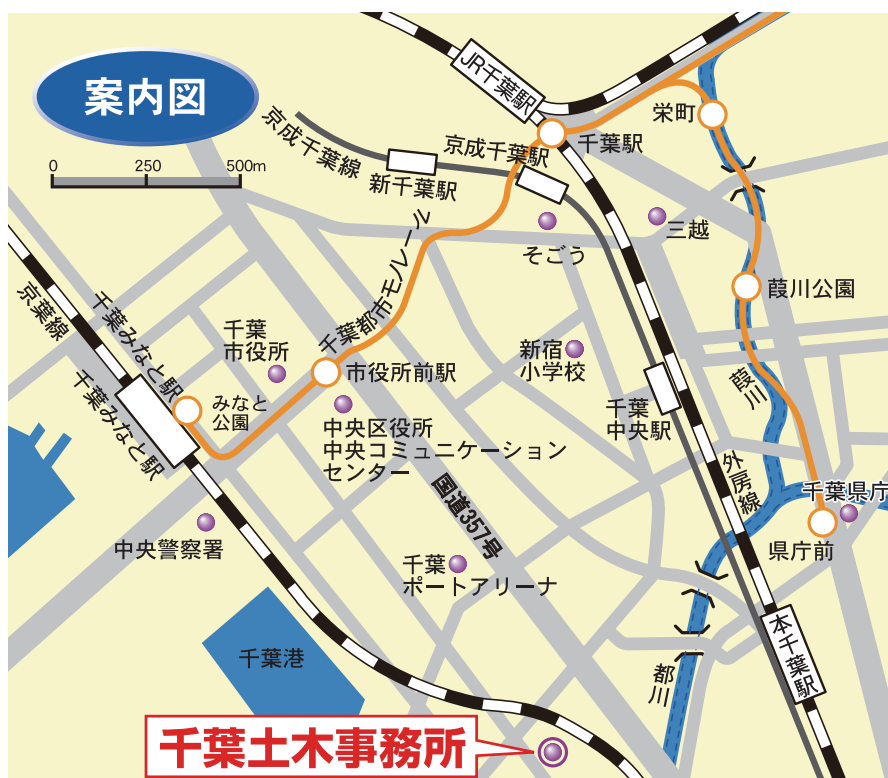 案内図
0 250 500m
JR千葉駅
栄町
京成千葉線
京成千葉駅
千葉駅
新千葉駅
三越
そごう
千葉都市モノレール
葭川公園
京葉線
千葉みなと駅
千葉みなと駅
千葉
市役所
市役所前駅
新宿
小学校
みなと
公園
葭川
千葉
中央駅
中央区役所
中央コミュニケーション
センター
国道357号
外房線
千葉県庁
県庁前
中央警察署
千葉
ポートアリーナ
千葉港
都川
本千葉駅
千葉土木事務所